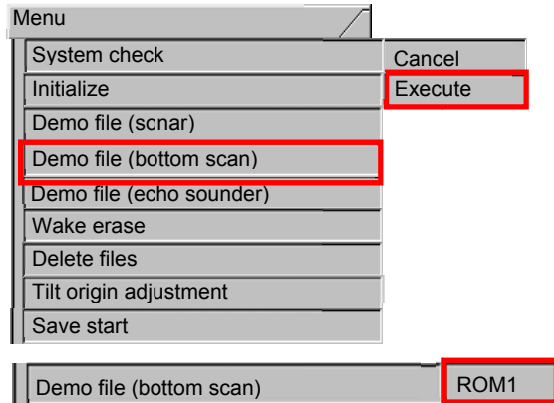 Menu
System check
Cancel
Initialize
Execute
Demo file (sonar)
Demo file (bottom scan)
Demo file (echo sounder)
Wake erase
Delete files
Tilt origin adjustment
Save start
Demo file (bottom scan) ROM1